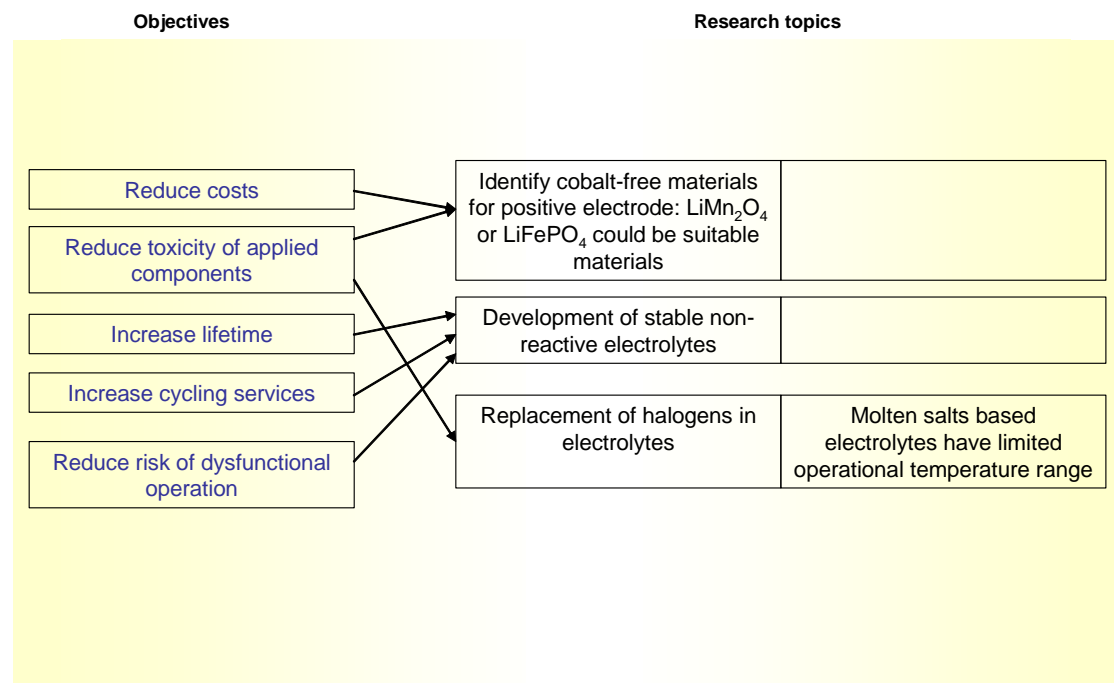 Objectives
Research topics
Reduce costs
Reduce toxicity of applied
components
Increase lifetime
Increase cycling services
Reduce risk of dysfunctional
operation
Identify cobalt-free materials
for positive electrode: LiMn₂O₄
or LiFePO₄ could be suitable
materials
Development of stable non-
reactive electrolytes
Replacement of halogens in
electrolytes
Molten salts based
electrolytes have limited
operational temperature range